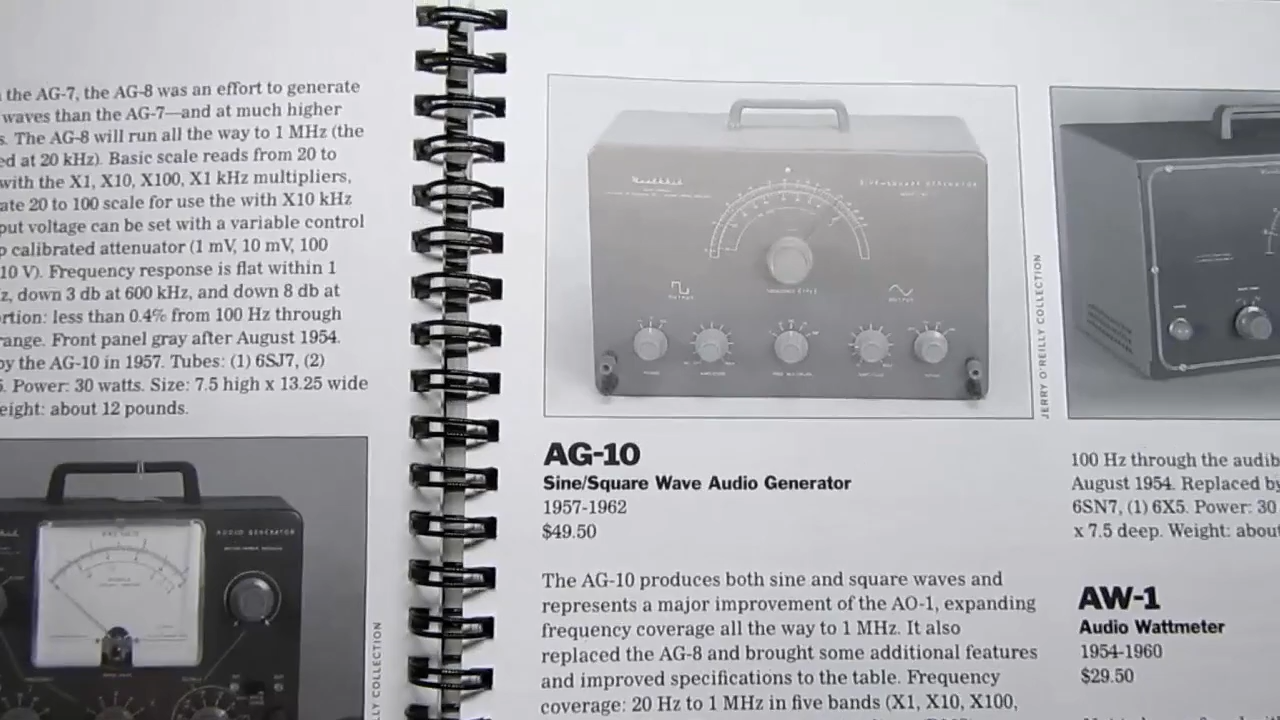 the AG-7, the AG-8 was an effort to generate
waves than the AG-7—and at much higher
The AG-8 will run all the way to 1 MHz (the
ed at 20 kHz). Basic scale reads from 20 to
with the X1, X10, X100, X1 kHz multipliers,
ate 20 to 100 scale for use the with X10 kHz
put voltage can be set with a variable control
p calibrated attenuator (1 mV, 10 mV, 100
10 V). Frequency response is flat within 1
z, down 3 db at 600 kHz, and down 8 db at
rtion: less than 0.4% from 100 Hz through
range. Front panel gray after August 1954.
by the AG-10 in 1957. Tubes: (1) 6SJ7, (2)
Power: 30 watts. Size: 7.5 high x 13.25 wide
eight: about 12 pounds.
AUDIO GENERATOR
LLY COLLECTION
Heathkit
OUTPUT
OUTPUT
JERRY O'REILLY COLLECTION
AG-10
Sine/Square Wave Audio Generator
1957-1962
$49.50
The AG-10 produces both sine and square waves and
represents a major improvement of the AO-1, expanding
frequency coverage all the way to 1 MHz. It also
replaced the AG-8 and brought some additional features
and improved specifications to the table. Frequency
coverage: 20 Hz to 1 MHz in five bands (X1, X10, X100,
100 Hz through the audib
August 1954. Replaced by
6SN7, (1) 6X5. Power: 30
x 7.5 deep. Weight: about
AW-1
Audio Wattmeter
1954-1960
$29.50